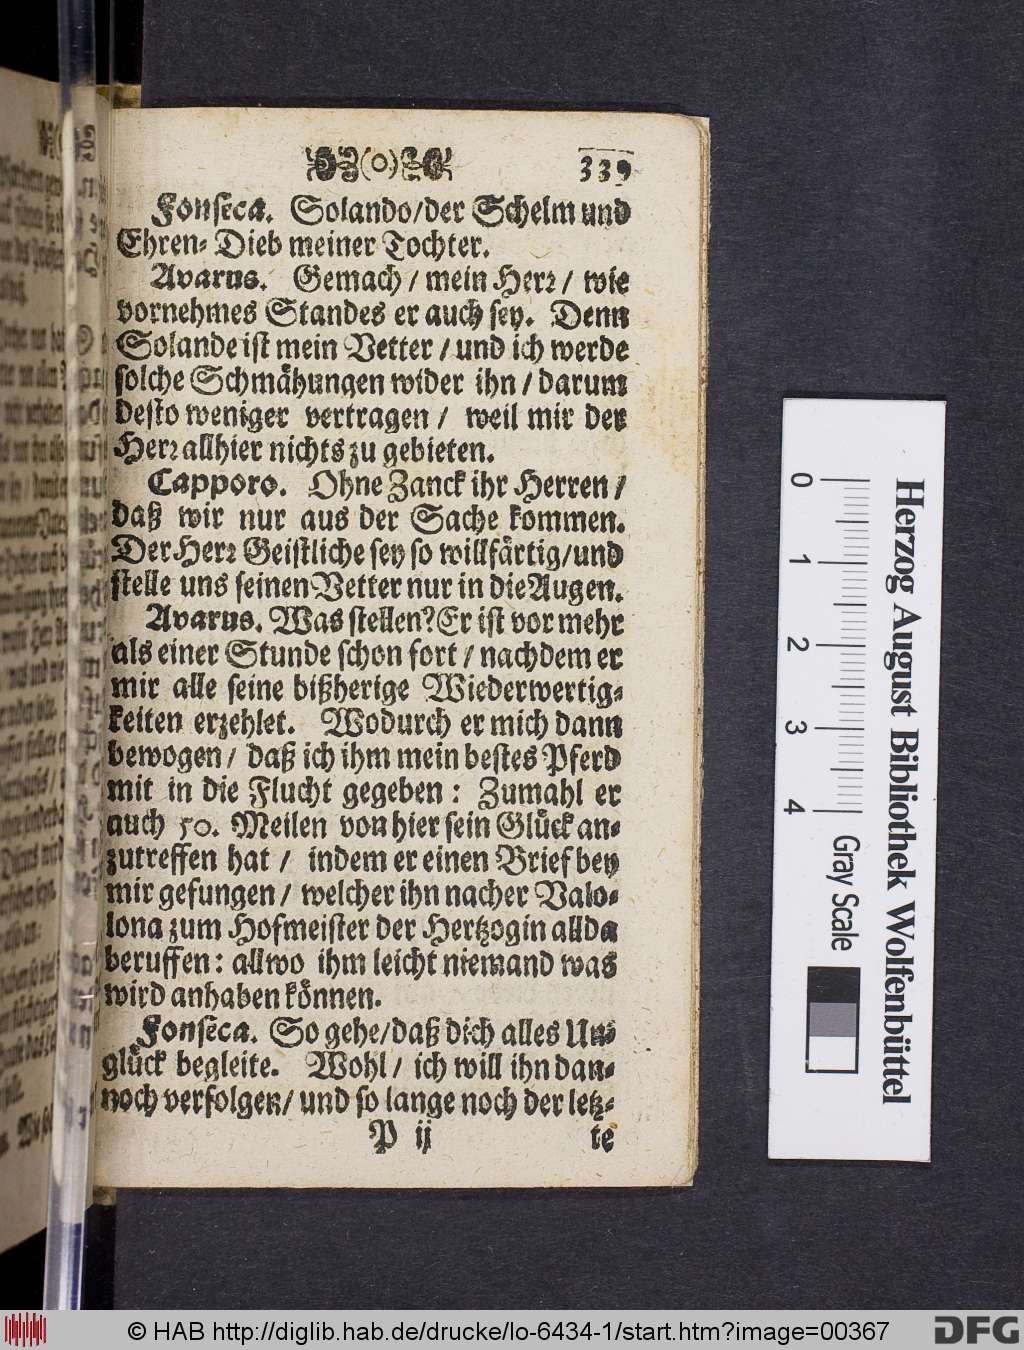 (o) 339
Fonseca. Solando/der Schelm und
Ehren-Dieb meiner Tochter.
Avarus. Gemach / mein Herꝛ / wie
vornehmes Standes er auch sey. Denn
Solande ist mein Vetter / und ich werde
solche Schmähungen wider ihn / darum
desto weniger vertragen / weil mir der
Herꝛ allhier nichts zu gebieten.
Capporo. Ohne Zanck ihr Herren /
daß wir nur aus der Sache kommen.
Der Herꝛ Geistliche sey so willfärtig/und
stelle uns seinen Vetter nur in die Augen.
Avarus. Was stellen? Er ist vor mehr
als einer Stunde schon fort / nachdem er
mir alle seine bißherige Wiederwertig-
keiten erzehlet. Wodurch er mich dann
bewogen / daß ich ihm mein bestes Pferd
mit in die Flucht gegeben: Zumahl er
auch 50. Meilen von hier sein Glück an-
zutreffen hat / indem er einen Brief bey
mir gefungen / welcher ihn nacher Valo-
lona zum Hofmeister der Hertzogin allda
beruffen: allwo ihm leicht niemand was
wird anhaben können.
Fonseca. So gehe/daß dich alles Un-
glück begleite. Wohl / ich will ihn dan-
noch verfolgen/ und so lange noch der letz-
P ij te
0 1 2 3 4
Gray Scale
Herzog August Bibliothek Wolfenbüttel
© HAB http://diglib.hab.de/drucke/lo-6434-1/start.htm?image=00367
DFG